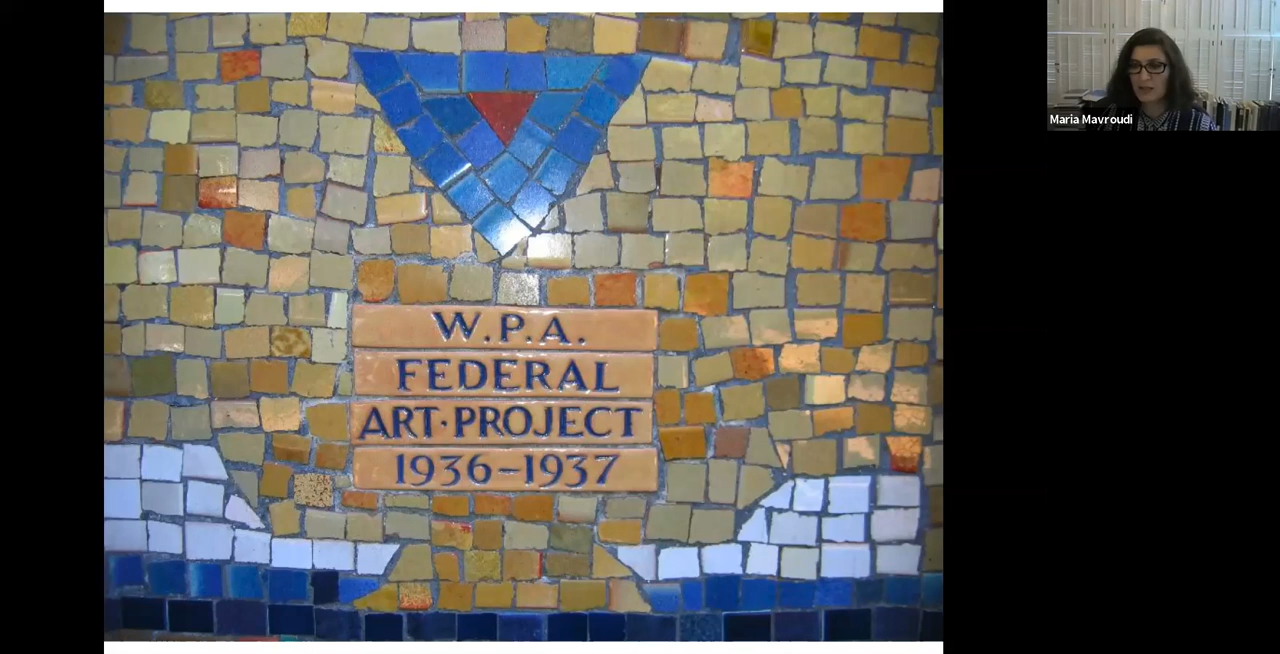 W.P.A.
FEDERAL
ART·PROJECT
1936–1937
Maria Mavroudi